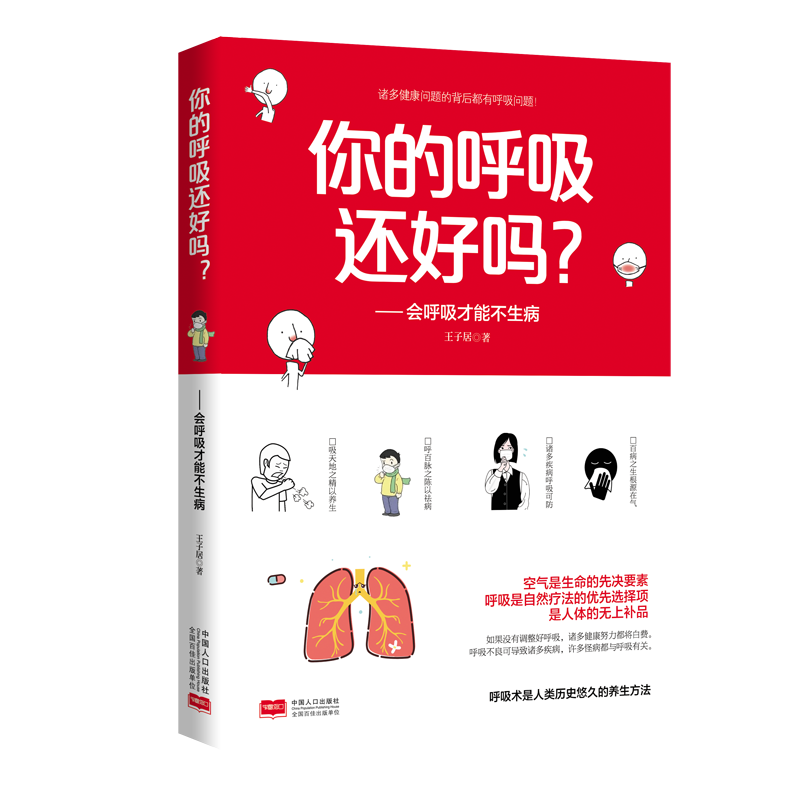 诸多健康问题的背后都有呼吸问题!
你的呼吸
还好吗?
——会呼吸才能不生病
王子居◎著
□吸天地之精以养生
□呼百脉之陈以祛病
□诸多疾病呼吸可防
□百病之生根源在气
空气是生命的先决要素
呼吸是自然疗法的优先选择项
是人体的无上补品
如果没有调整好呼吸，诸多健康努力都将白费。
呼吸不良可导致诸多疾病，许多怪病都与呼吸有关。
呼吸术是人类历史悠久的养生方法
中国人口出版社
China Population Publishing House
全国百佳出版单位
你的呼吸还好吗?
——会呼吸才能不生病
王子居◎著
中国人口出版社
China Population Publishing House
全国百佳出版单位